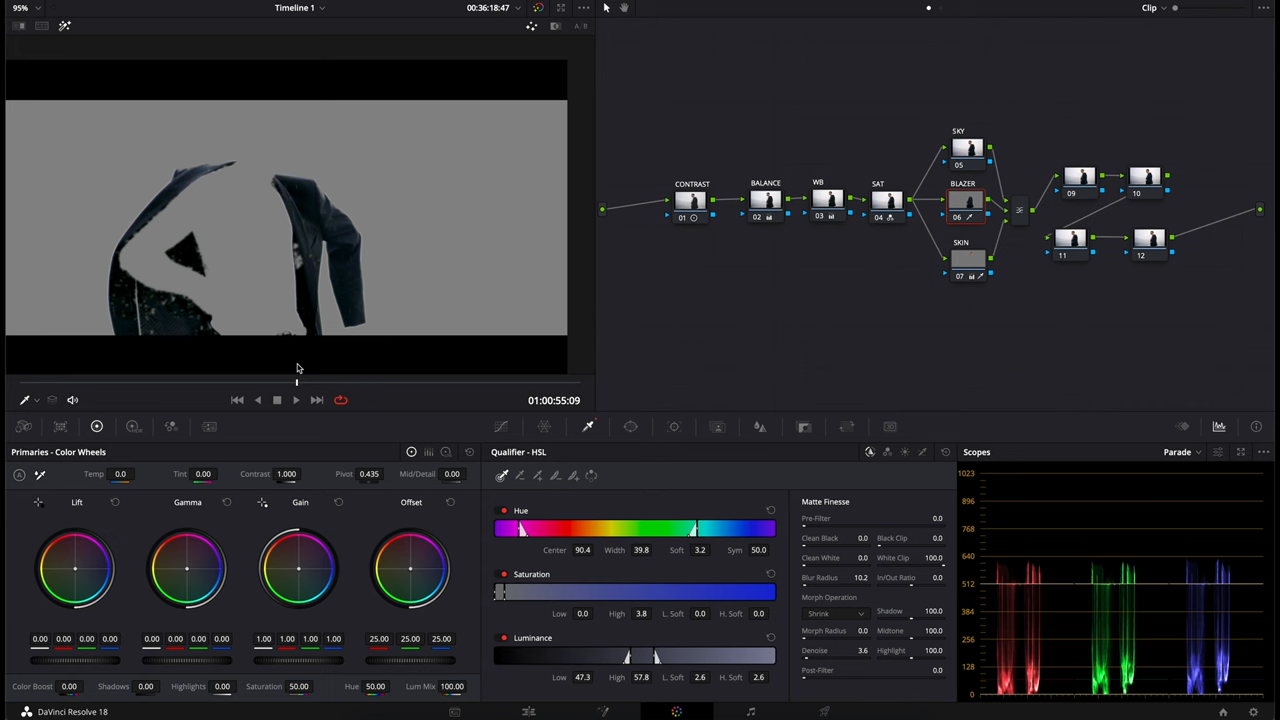 95%
Timeline 1
00:36:18:47
Clip
A/B
SKY
05
CONTRAST
BALANCE
WB
SAT
BLAZER
01
02
03
04
06
09
10
SKIN
07
11
12
01:00:55:09
Primaries - Color Wheels
Qualifier - HSL
Scopes
Parade
Temp 0.0 Tint 0.00 Contrast 1.000 Pivot 0.435 Mid/Detail 0.00
Lift Gamma Gain Offset
0.00 0.00 0.00 0.00
0.00 0.00 0.00 0.00
1.00 1.00 1.00 1.00
25.00 25.00 25.00
Color Boost 0.00 Shadows 0.00 Highlights 0.00 Saturation 50.00 Hue 50.00 Lum Mix 100.00
Hue
Center 90.4 Width 39.8 Soft 3.2 Sym 50.0
Saturation
Low 0.0 High 3.8 L. Soft 0.0 H. Soft 0.0
Luminance
Low 47.3 High 57.8 L. Soft 2.6 H. Soft 2.6
Matte Finesse
Pre-Filter 0.0
Clean Black 0.0 Black Clip 0.0
Clean White 0.0 White Clip 100.0
Blur Radius 10.2 In/Out Ratio 0.0
Morph Operation
Shrink Shadow 100.0
Morph Radius 0.0 Midtone 100.0
Denoise 3.6 Highlight 100.0
Post-Filter 0.0
1023
896
768
640
512
384
256
128
0
DaVinci Resolve 18